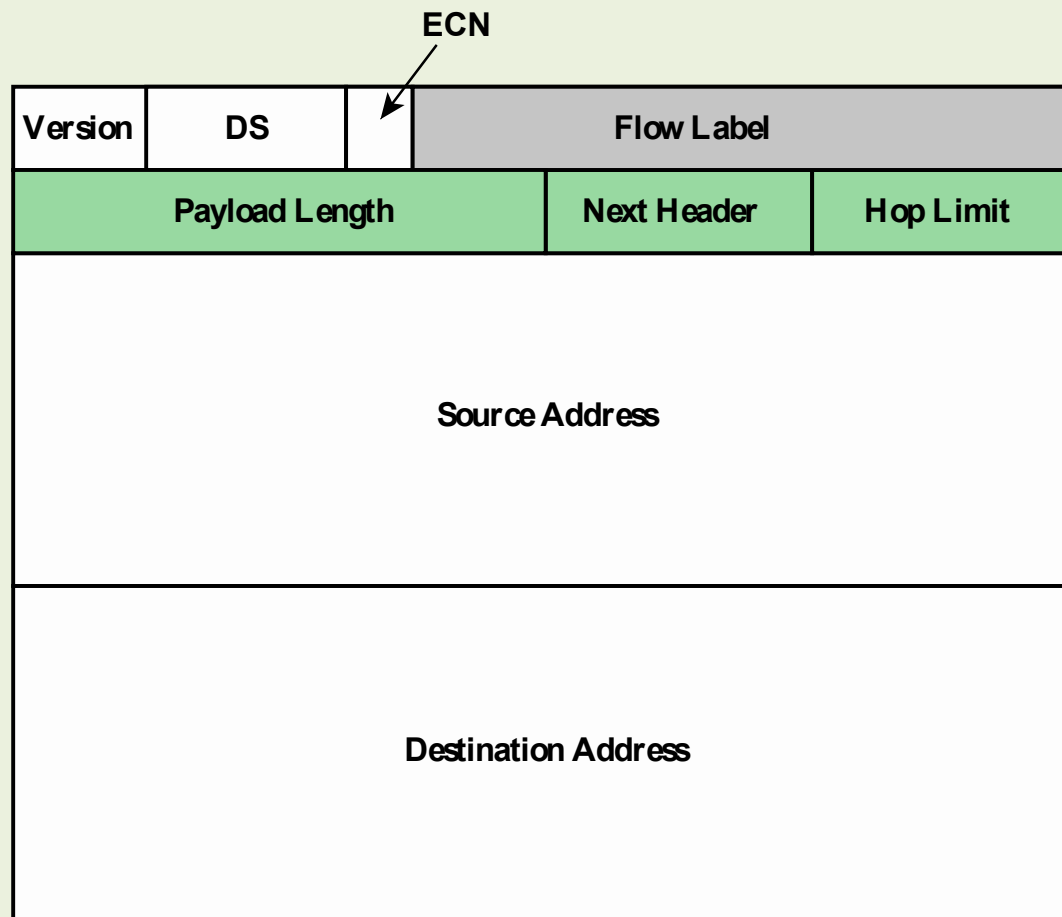 ECN
Version DS Flow Label
Payload Length Next Header Hop Limit
Source Address
Destination Address